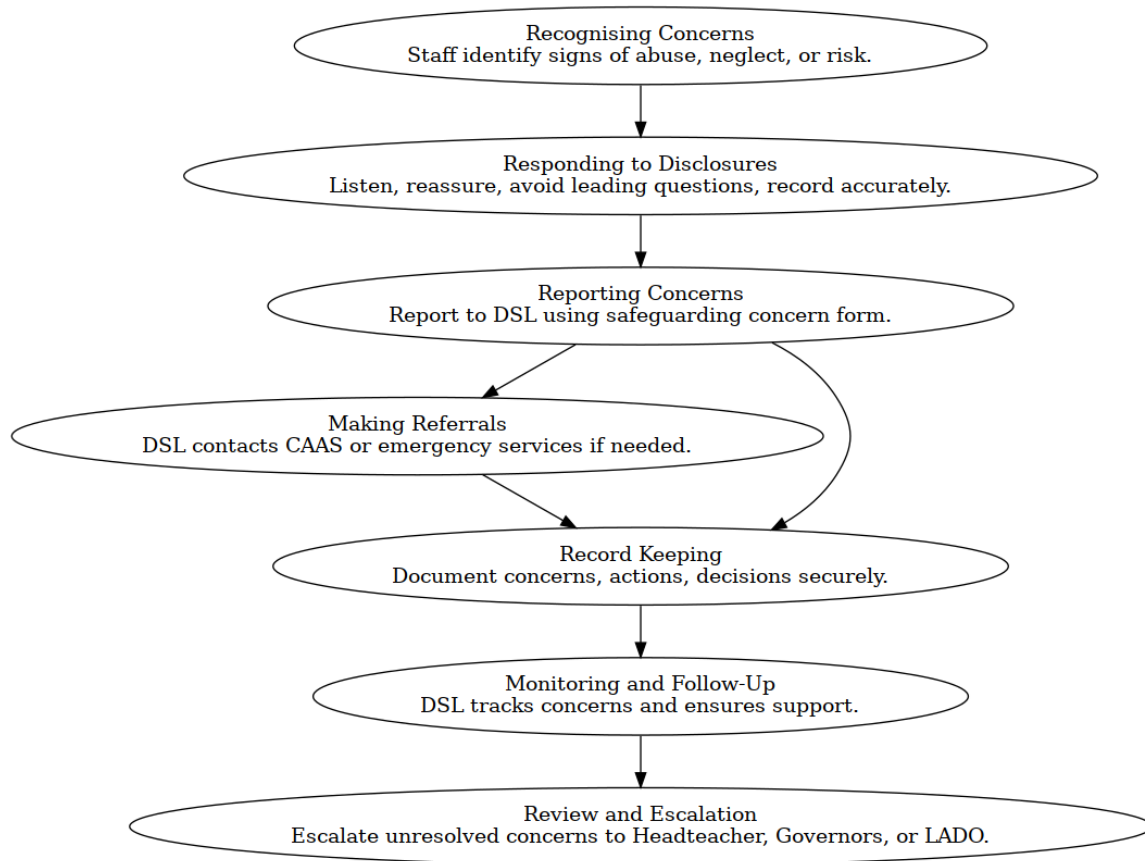 Recognising Concerns
Staff identify signs of abuse, neglect, or risk.
Responding to Disclosures
Listen, reassure, avoid leading questions, record accurately.
Reporting Concerns
Report to DSL using safeguarding concern form.
Making Referrals
DSL contacts CAAS or emergency services if needed.
Record Keeping
Document concerns, actions, decisions securely.
Monitoring and Follow-Up
DSL tracks concerns and ensures support.
Review and Escalation
Escalate unresolved concerns to Headteacher, Governors, or LADO.